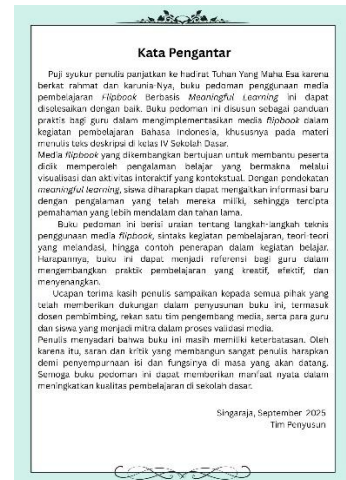 Kata Pengantar
Puji syukur penulis panjatkan ke hadirat Tuhan Yang Maha Esa karena
berkat rahmat dan karunia-Nya, buku pedoman penggunaan media
pembelajaran Flipbook Berbasis Meaningful Learning ini dapat
diselesaikan dengan baik. Buku pedoman ini disusun sebagai panduan
praktis bagi guru dalam mengimplementasikan media flipbook dalam
kegiatan pembelajaran Bahasa Indonesia, khususnya pada materi
menulis teks deskripsi di kelas IV Sekolah Dasar.
Media flipbook yang dikembangkan bertujuan untuk membantu peserta
didik memperoleh pengalaman belajar yang bermakna melalui
visualisasi dan aktivitas interaktif yang kontekstual. Dengan pendekatan
meaningful learning, siswa diharapkan dapat mengaitkan informasi baru
dengan pengalaman yang telah mereka miliki, sehingga tercipta
pemahaman yang lebih mendalam dan tahan lama.
Buku pedoman ini berisi uraian tentang langkah-langkah teknis
penggunaan media flipbook, sintaks kegiatan pembelajaran, teori-teori
yang melandasi, hingga contoh penerapan dalam kegiatan belajar.
Harapannya, buku ini dapat menjadi referensi bagi guru dalam
mengembangkan praktik pembelajaran yang kreatif, efektif, dan
menyenangkan.
Ucapan terima kasih penulis sampaikan kepada semua pihak yang
telah memberikan dukungan dalam penyusunan buku ini, termasuk
dosen pembimbing, rekan satu tim pengembang media, serta para guru
dan siswa yang menjadi mitra dalam proses validasi media.
Penulis menyadari bahwa buku ini masih memiliki keterbatasan. Oleh
karena itu, saran dan kritik yang membangun sangat penulis harapkan
demi penyempurnaan isi dan fungsinya di masa yang akan datang.
Semoga buku pedoman ini dapat memberikan manfaat nyata dalam
meningkatkan kualitas pembelajaran di sekolah dasar.
Singaraja, September 2025
Tim Penyusun